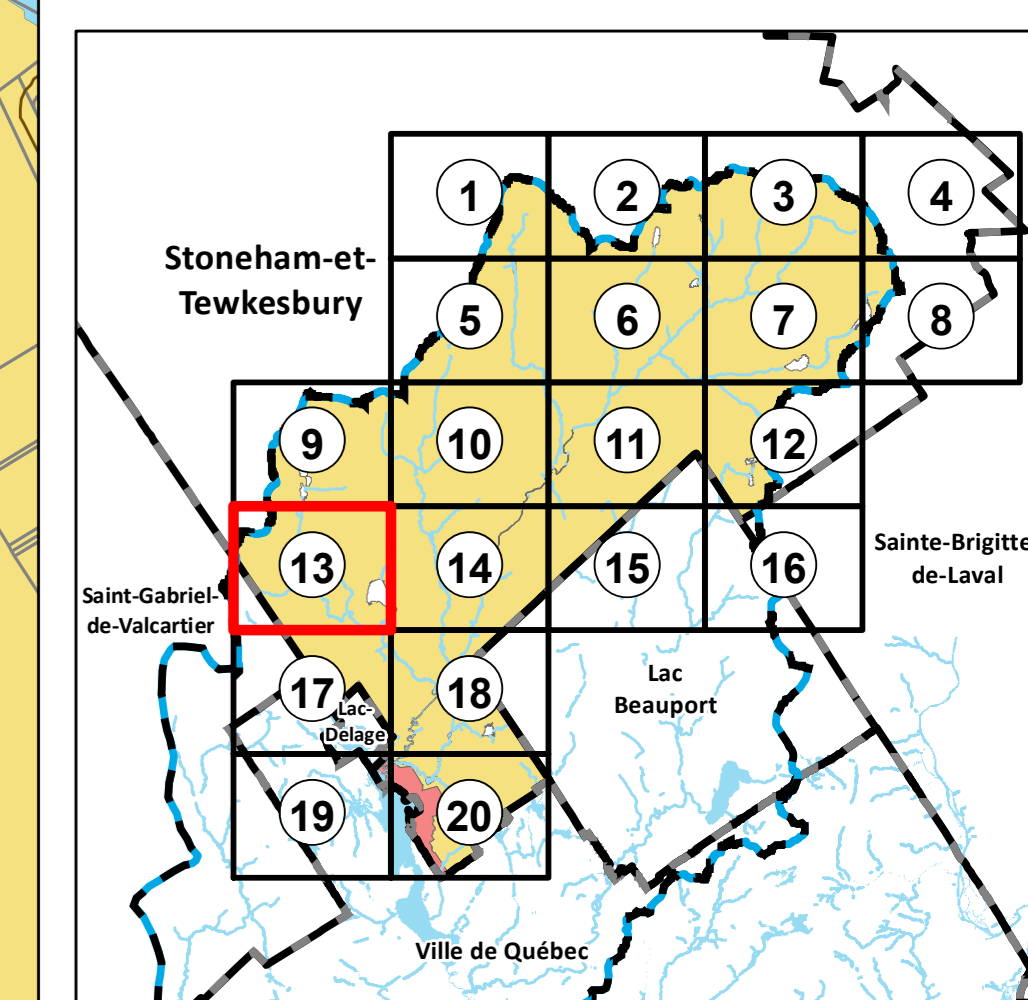 1
2
3
4
Stoneham-et-
Tewkesbury
5
6
7
8
9
10
11
12
13
14
15
16
Sainte-Brigitte
de-Laval
Saint-Gabriel-
de-Valcartier
17
18
Lac-
Delage
Lac
Beauport
19
20
Ville de Québec